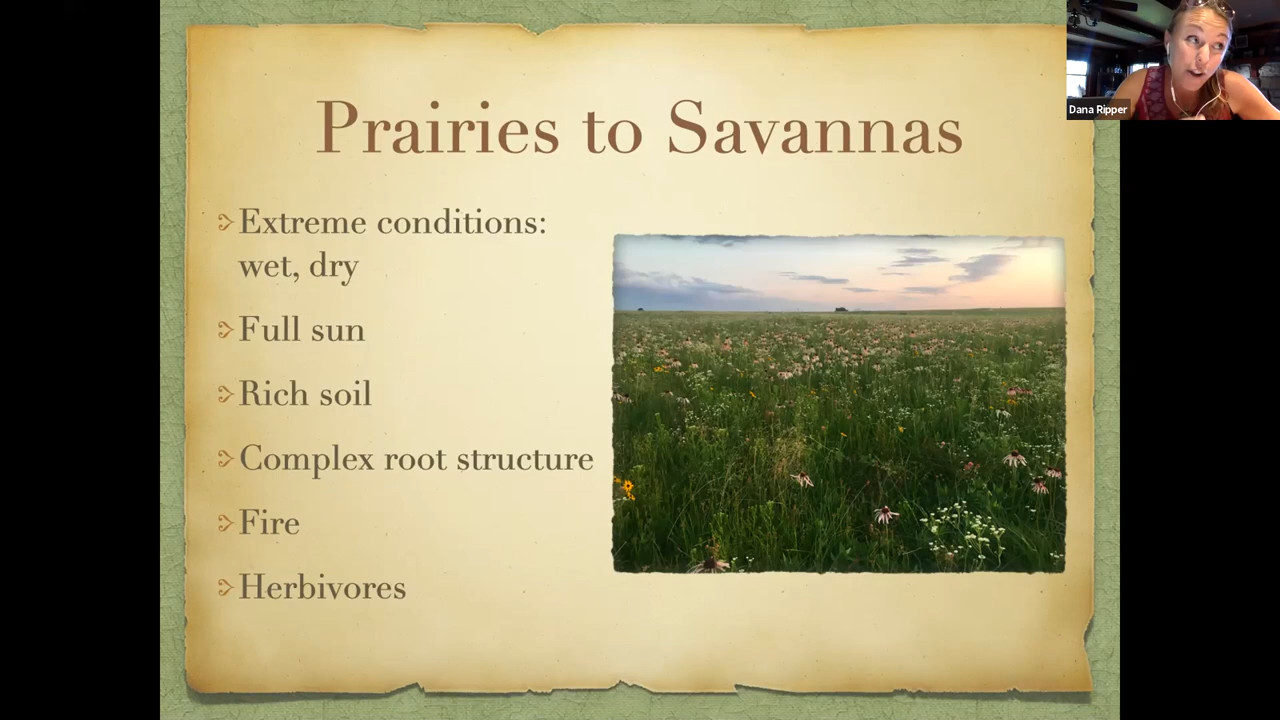 Prairies to Savannas
Extreme conditions:
wet, dry
Full sun
Rich soil
Complex root structure
Fire
Herbivores
Dana Ripper